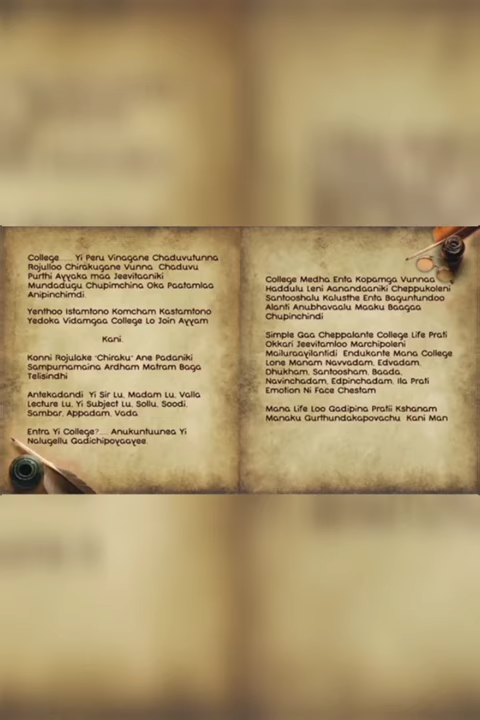 College...... Yi Peru Vinagane Chaduvutunna
Rojulloo Chirakugane Vunna  Chaduvu
Purthi Ayyaka maa Jeevitaaniki
Mundadugu Chupimchina Oka Paatamlaa
Anipinchimdi.
Yenthoo Istamtono Komcham Kastamtono
Yedoka Vidamgaa College Lo Join Ayyam
Kani.
Konni Rojulake "Chiraku" Ane Padaniki
Sampurnamaina Ardham Matram Baga
Telisindhi
Antekadandi  Yi Sir Lu, Madam Lu, Valla
Lecture Lu, Yi Subject Lu, Sollu, Soodi,
Sambar, Appadam, Vada.
Entra Yi College?..... Anukuntuunea Yi
Nalugellu Gadichipoyaayee.
College Medha Enta Kopamga Vunnaa
Haddulu Leni Aanandaaniki Cheppukoleni
Santooshalu Kalusthe Enta Baguntundoo
Alanti Anubhavaalu Maaku Baagaa
Chupinchindi
Simple Gaa Cheppalante College Life Prati
Okkari Jeevitamloo Marchipoleni
Mailuraayilantidi  Endukante Mana College
Lone Manam Navvadam, Edvadam,
Dhukham, Santoosham, Baada,
Navinchadam, Edpinchadam, Ila Prati
Emotion Ni Face Chestam
Mana Life Loo Gadipina Pratii Kshanam
Manaku Gurthundakapovachu  Kani Man